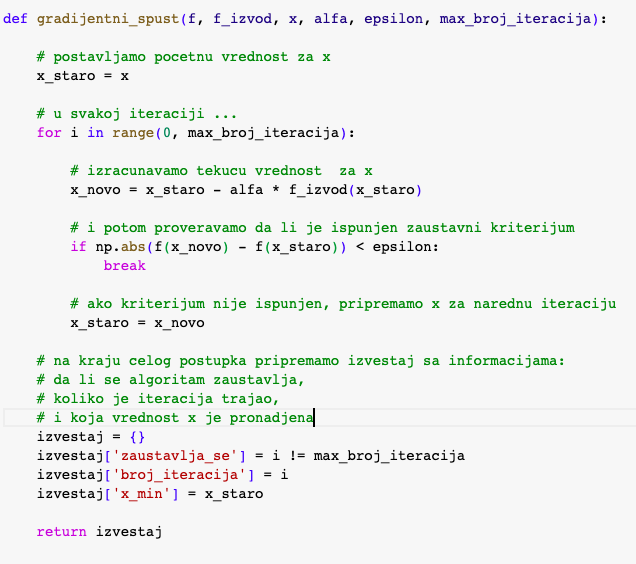 def gradijentni_spust(f, f_izvod, x, alfa, epsilon, max_broj_iteracija):
# postavljamo pocetnu vrednost za x
x_staro = x
# u svakoj iteraciji ...
for i in range(0, max_broj_iteracija):
# izracunavamo tekucu vrednost  za x
x_novo = x_staro - alfa * f_izvod(x_staro)
# i potom proveravamo da li je ispunjen zaustavni kriterijum
if np.abs(f(x_novo) - f(x_staro)) < epsilon:
break
# ako kriterijum nije ispunjen, pripremamo x za narednu iteraciju
x_staro = x_novo
# na kraju celog postupka pripremamo izvestaj sa informacijama:
# da li se algoritam zaustavlja,
# koliko je iteracija trajao,
# i koja vrednost x je pronadjena
izvestaj = {}
izvestaj['zaustavlja_se'] = i != max_broj_iteracija
izvestaj['broj_iteracija'] = i
izvestaj['x_min'] = x_staro
return izvestaj